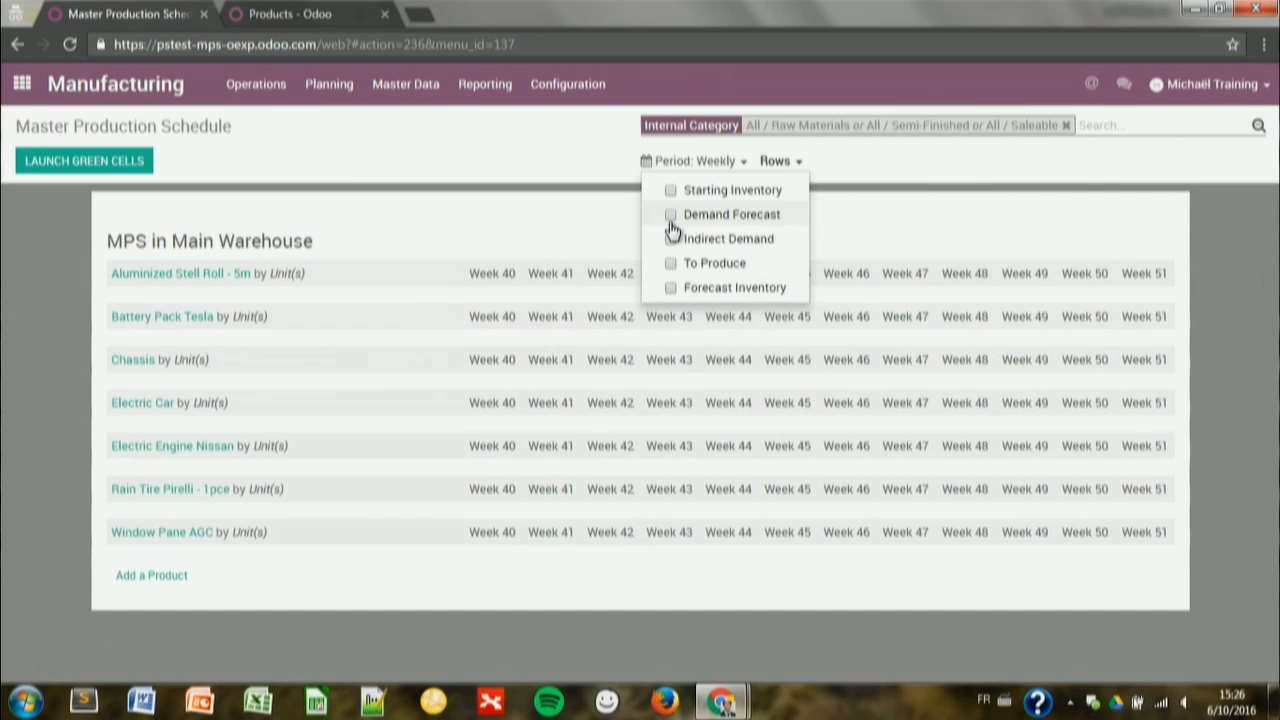 Master Production Sched
Products - Odoo
https://pstest-mps-oexp.odoo.com/web?#action=236&menu_id=137
Manufacturing
Operations
Planning
Master Data
Reporting
Configuration
@
Michaël Training
Master Production Schedule
Internal Category
All / Raw Materials or All / Semi-Finished or All / Saleable
Search...
LAUNCH GREEN CELLS
Period: Weekly
Rows
Starting Inventory
Demand Forecast
Indirect Demand
To Produce
Forecast Inventory
MPS in Main Warehouse
Aluminized Stell Roll - 5m by Unit(s) Week 40 Week 41 Week 42 Week 46 Week 47 Week 48 Week 49 Week 50 Week 51
Battery Pack Tesla by Unit(s) Week 40 Week 41 Week 42 Week 43 Week 44 Week 45 Week 46 Week 47 Week 48 Week 49 Week 50 Week 51
Chassis by Unit(s) Week 40 Week 41 Week 42 Week 43 Week 44 Week 45 Week 46 Week 47 Week 48 Week 49 Week 50 Week 51
Electric Car by Unit(s) Week 40 Week 41 Week 42 Week 43 Week 44 Week 45 Week 46 Week 47 Week 48 Week 49 Week 50 Week 51
Electric Engine Nissan by Unit(s) Week 40 Week 41 Week 42 Week 43 Week 44 Week 45 Week 46 Week 47 Week 48 Week 49 Week 50 Week 51
Rain Tire Pirelli - 1pce by Unit(s) Week 40 Week 41 Week 42 Week 43 Week 44 Week 45 Week 46 Week 47 Week 48 Week 49 Week 50 Week 51
Window Pane AGC by Unit(s) Week 40 Week 41 Week 42 Week 43 Week 44 Week 45 Week 46 Week 47 Week 48 Week 49 Week 50 Week 51
Add a Product
FR
15:26
6/10/2016